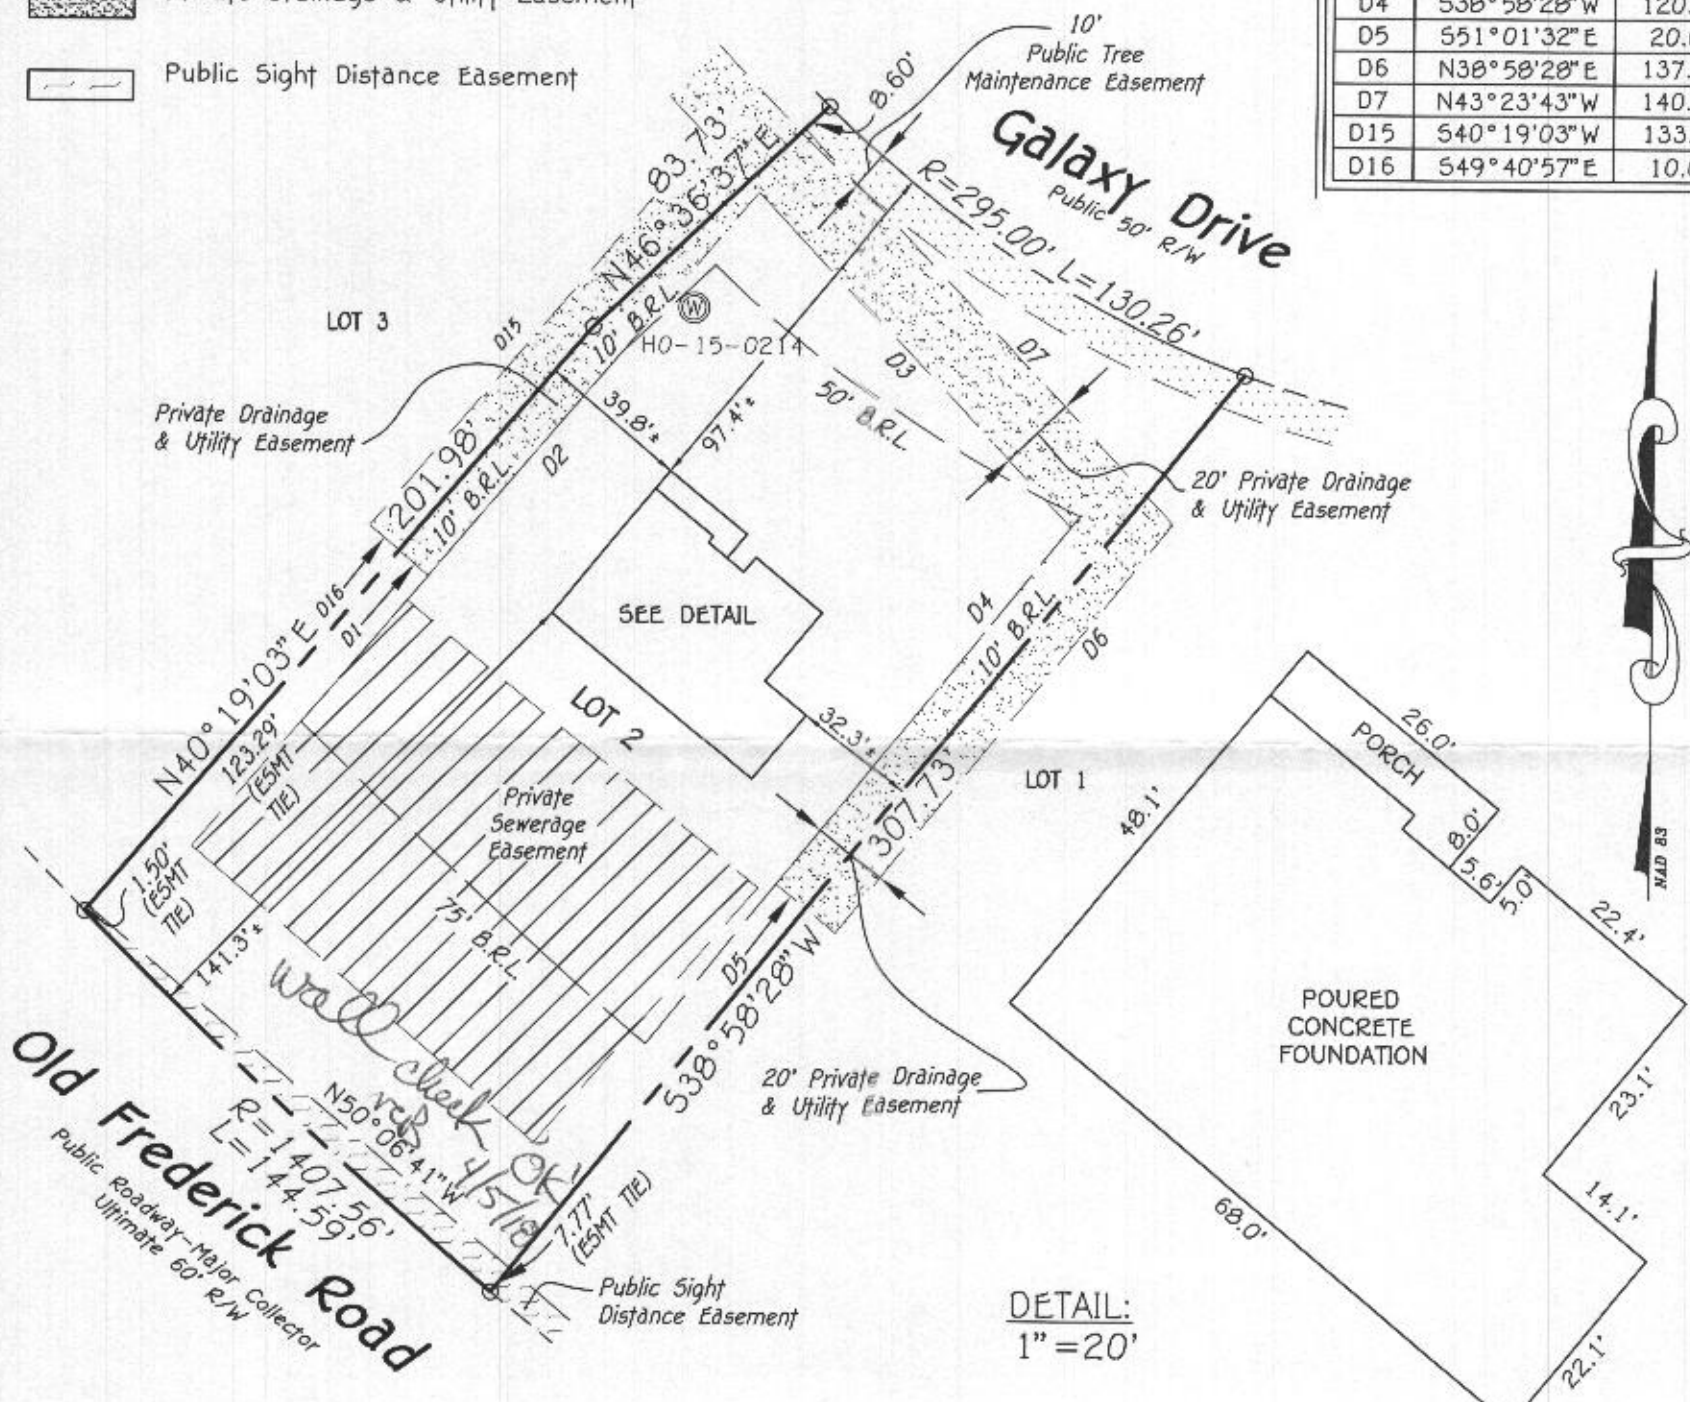 Public Sight Distance Easement
D4 S38°58'28"W 120.
D5 S51°01'32"E 20.
D6 N38°58'28"E 137.
D7 N43°23'43"W 140.
D15 S40°19'03"W 133.
D16 S49°40'57"E 10.
10'
Public Tree
Maintenance Easement
8.60'
Galaxy Drive
Public 50' R/W
R=295.00' L=130.26'
83.73'
N46°36'37"E
LOT 3
D15
10' B.R.L.
W
HO-15-0214
D3
D7
50' B.R.L.
Private Drainage
& Utility Easement
39.8'±
97.4'±
201.98'
10' B.R.L.
D2
20' Private Drainage
& Utility Easement
D16
D1
N40°19'03"E
123.29'
(ESMT
TIE)
SEE DETAIL
D4
10' B.R.L.
D6
LOT 2
32.3'±
LOT 1
Private
Sewerage
Easement
307.73'
1.50'
(ESMT
TIE)
141.3'±
75' B.R.L.
D5
S38°58'28"W
20' Private Drainage
& Utility Easement
wall check
OK
4/5/18
N50°06'41"W
R=1407.56'
L=144.59'
Old Frederick Road
Public Roadway-Major Collector
Ultimate 60' R/W
7.77'
(ESMT TIE)
Public Sight
Distance Easement
NAD 83
26.0'
PORCH
48.1'
8.0'
5.6'
5.0'
22.4'
POURED
CONCRETE
FOUNDATION
23.1'
14.1'
68.0'
22.1'
DETAIL:
1"=20'